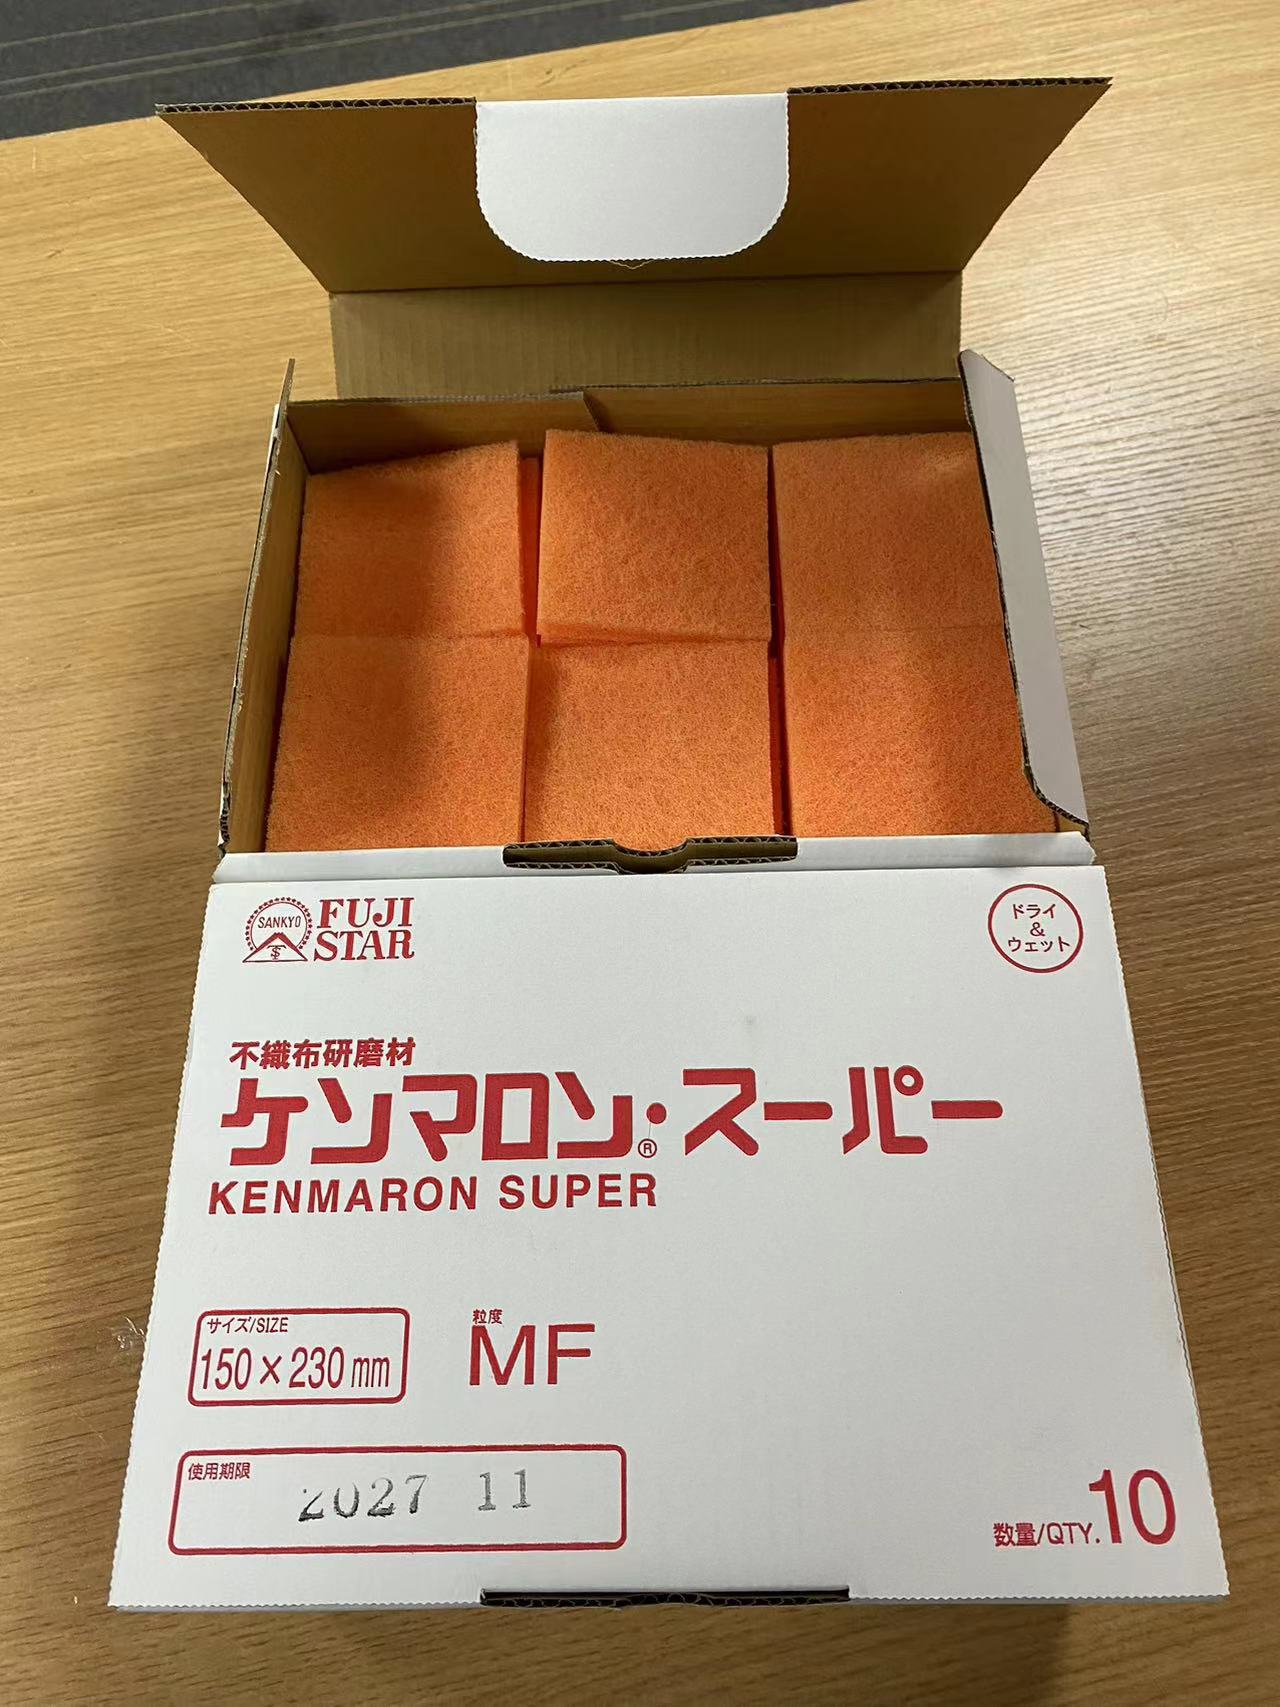 SANKYO
FUJI
STAR
ドライ
&
ウェット
不織布研磨材
ケンマロン®・スーパー
KENMARON SUPER
サイズ/SIZE
150×230mm
粒度
MF
使用期限
2027 11
数量/QTY.10